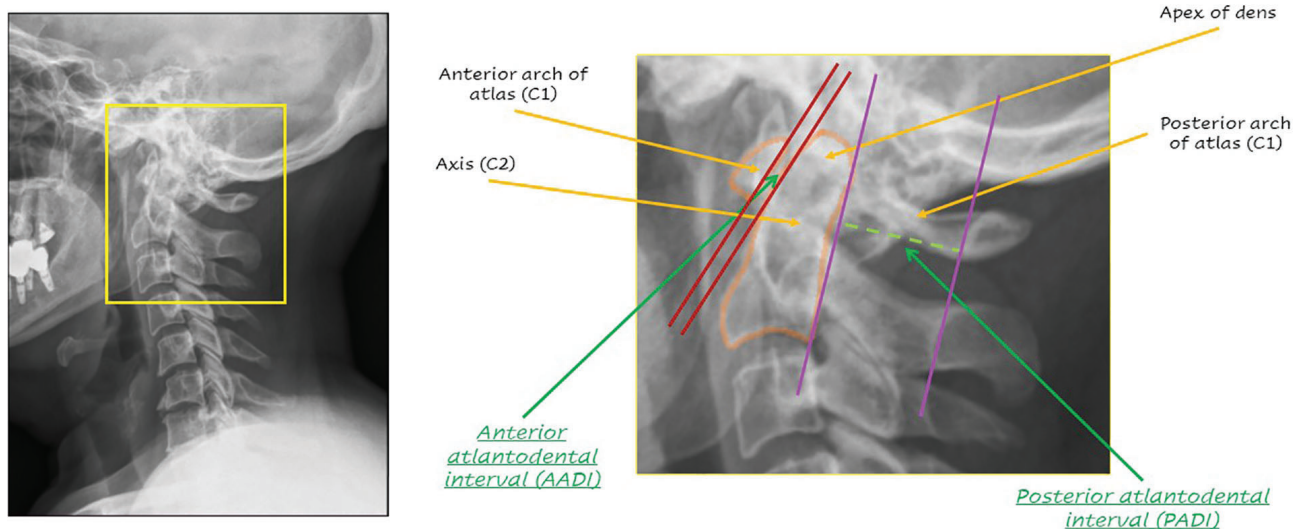 Apex of dens
Anterior arch of
atlas (C1)
Posterior arch
of atlas (C1)
Axis (C2)
Anterior
atlantodental
interval (AADI)
Posterior atlantodental
interval (PADI)